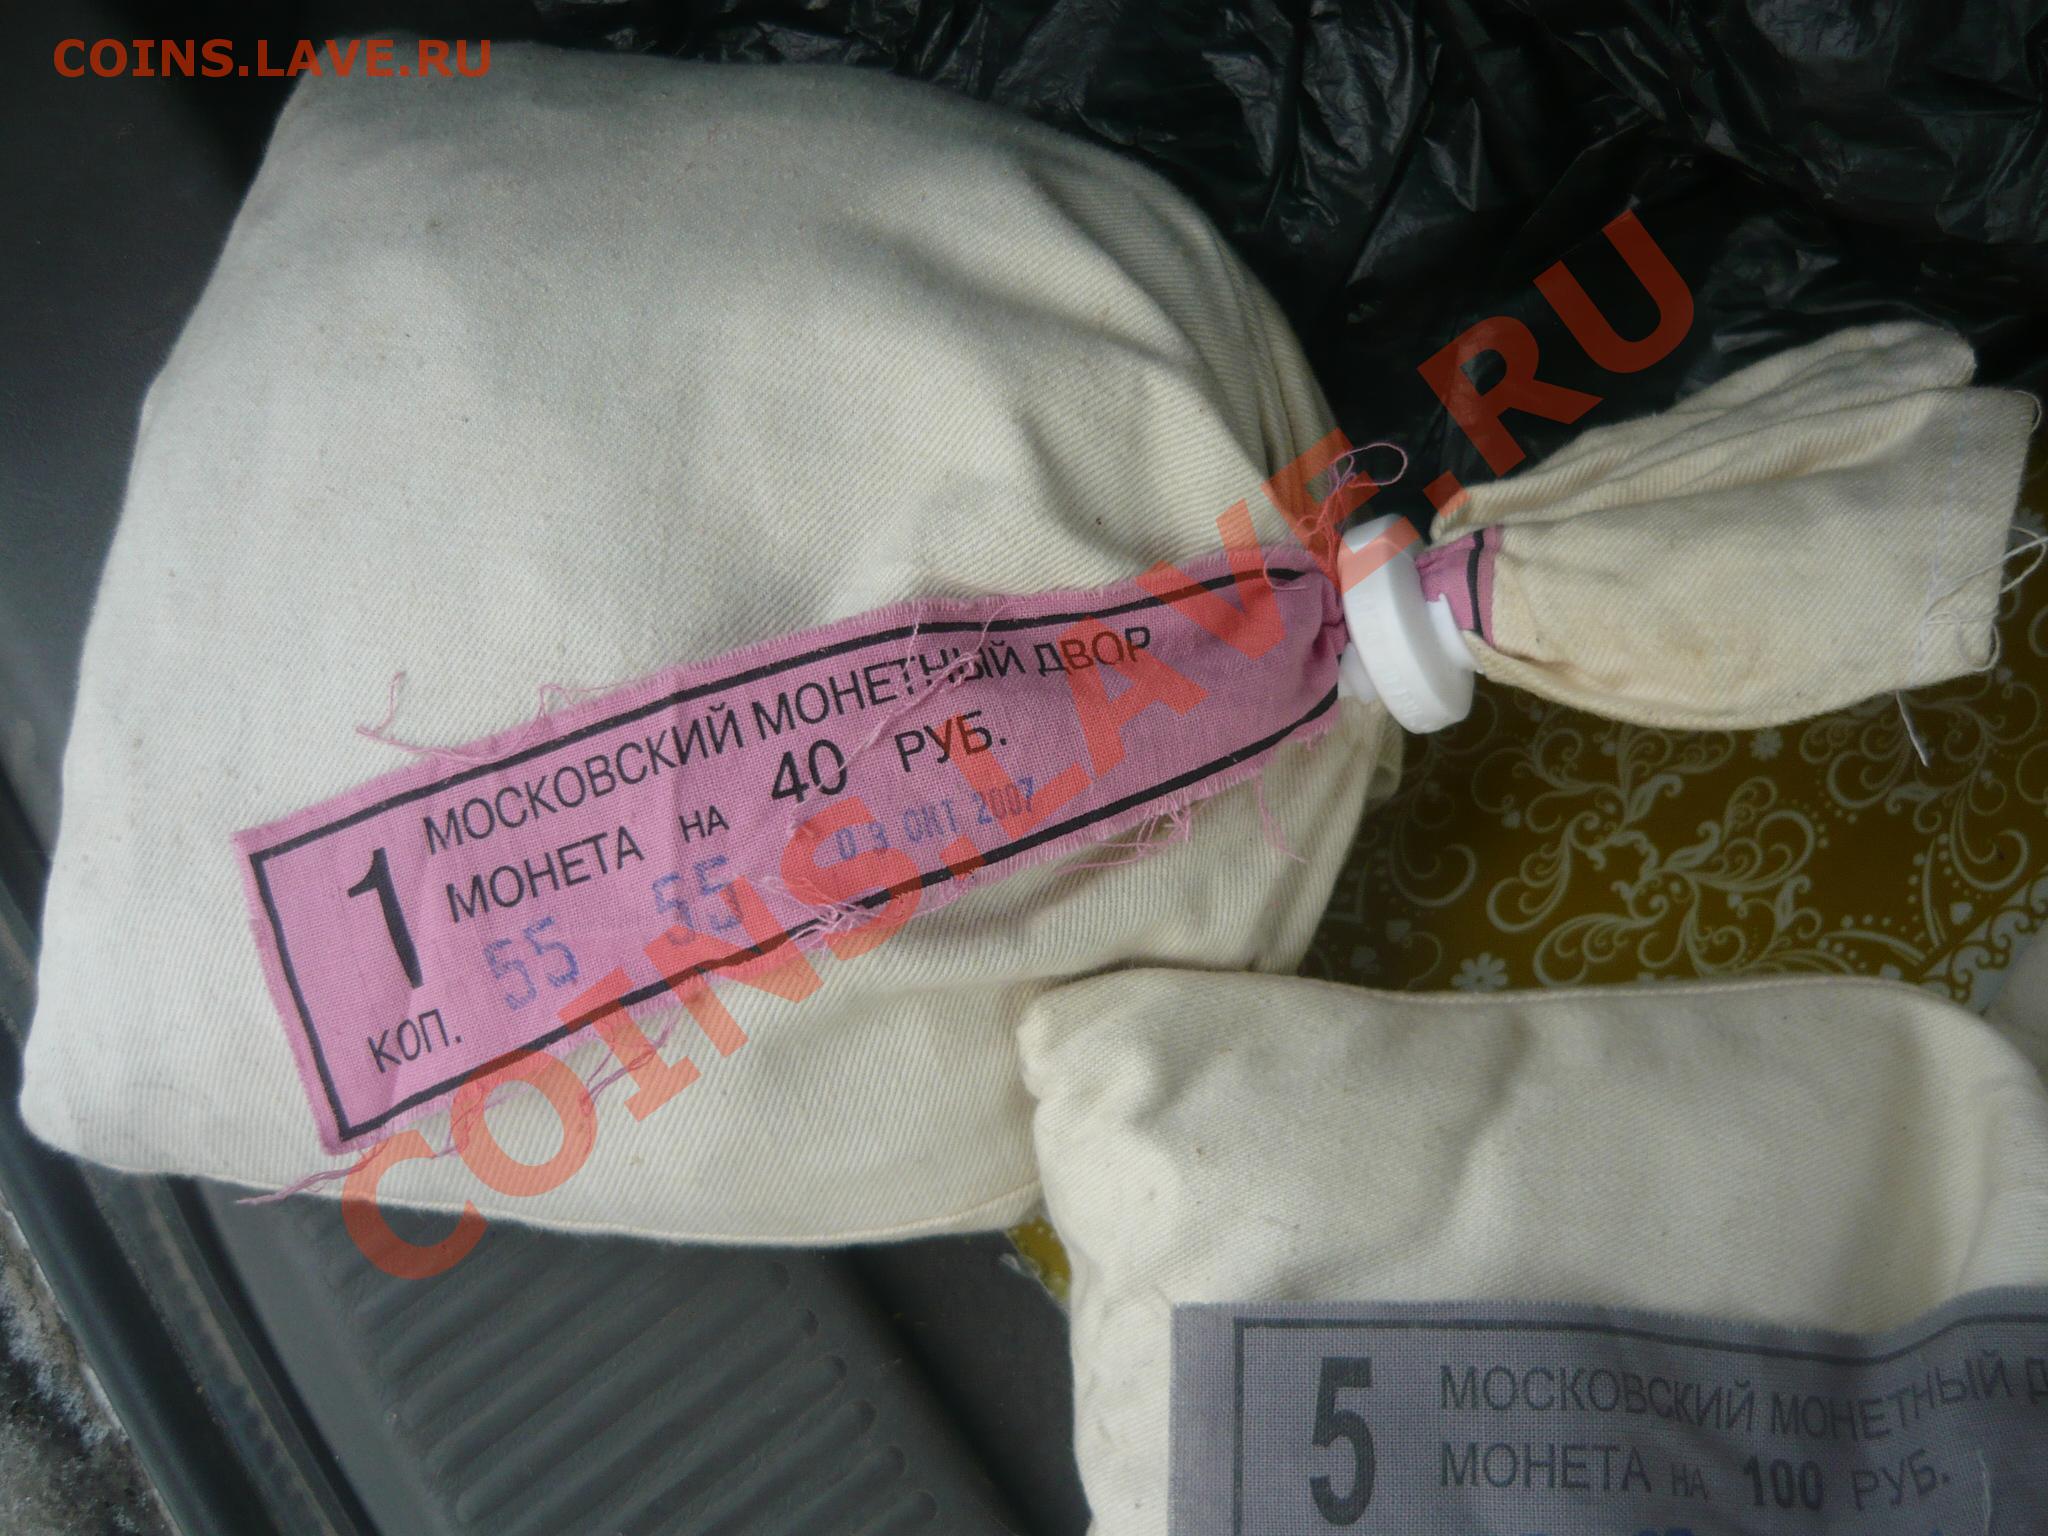 COINS.LAVE.RU
COINS.LAVE.RU
МОСКОВСКИЙ МОНЕТНЫЙ ДВОР
1 МОНЕТА НА 40 РУБ.
КОП. 55 55 03 ОКТ 2007
МОСКОВСКИЙ МОНЕТНЫЙ
5 МОНЕТА НА 100 РУБ.